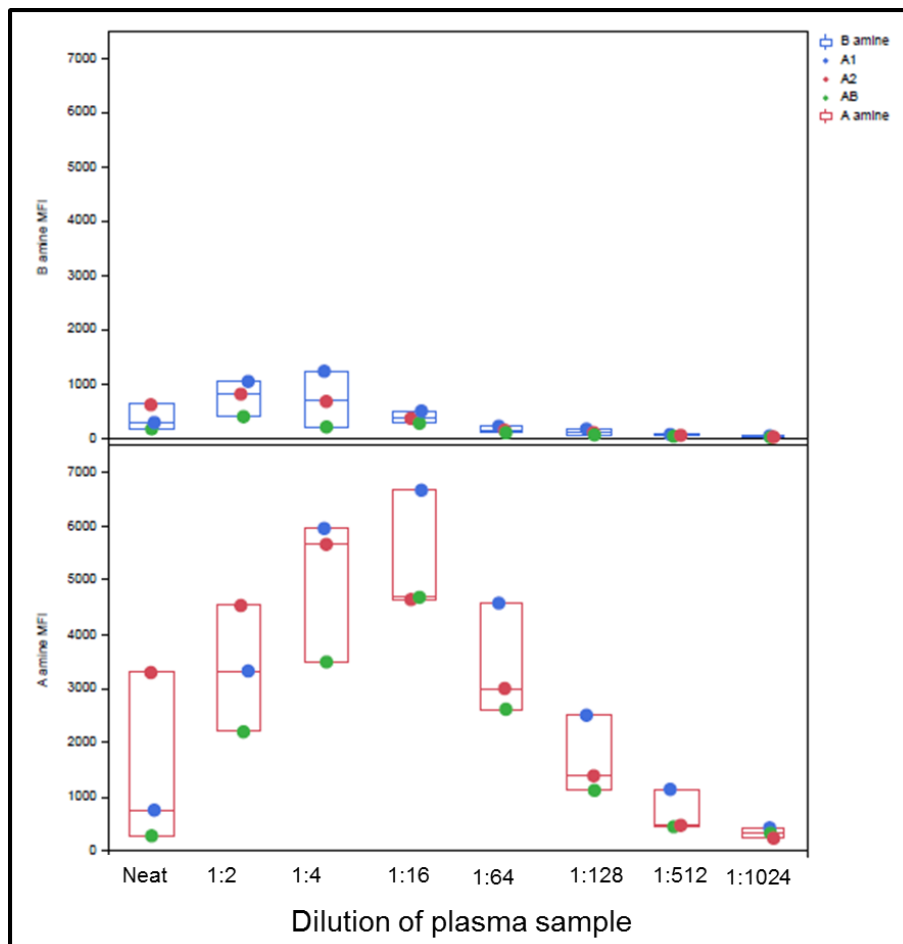 B amine
A1
A2
AB
A amine
B amine MFI
7000
6000
5000
4000
3000
2000
1000
0
A amine MFI
7000
6000
5000
4000
3000
2000
1000
0
Neat 1:2 1:4 1:16 1:64 1:128 1:512 1:1024
Dilution of plasma sample